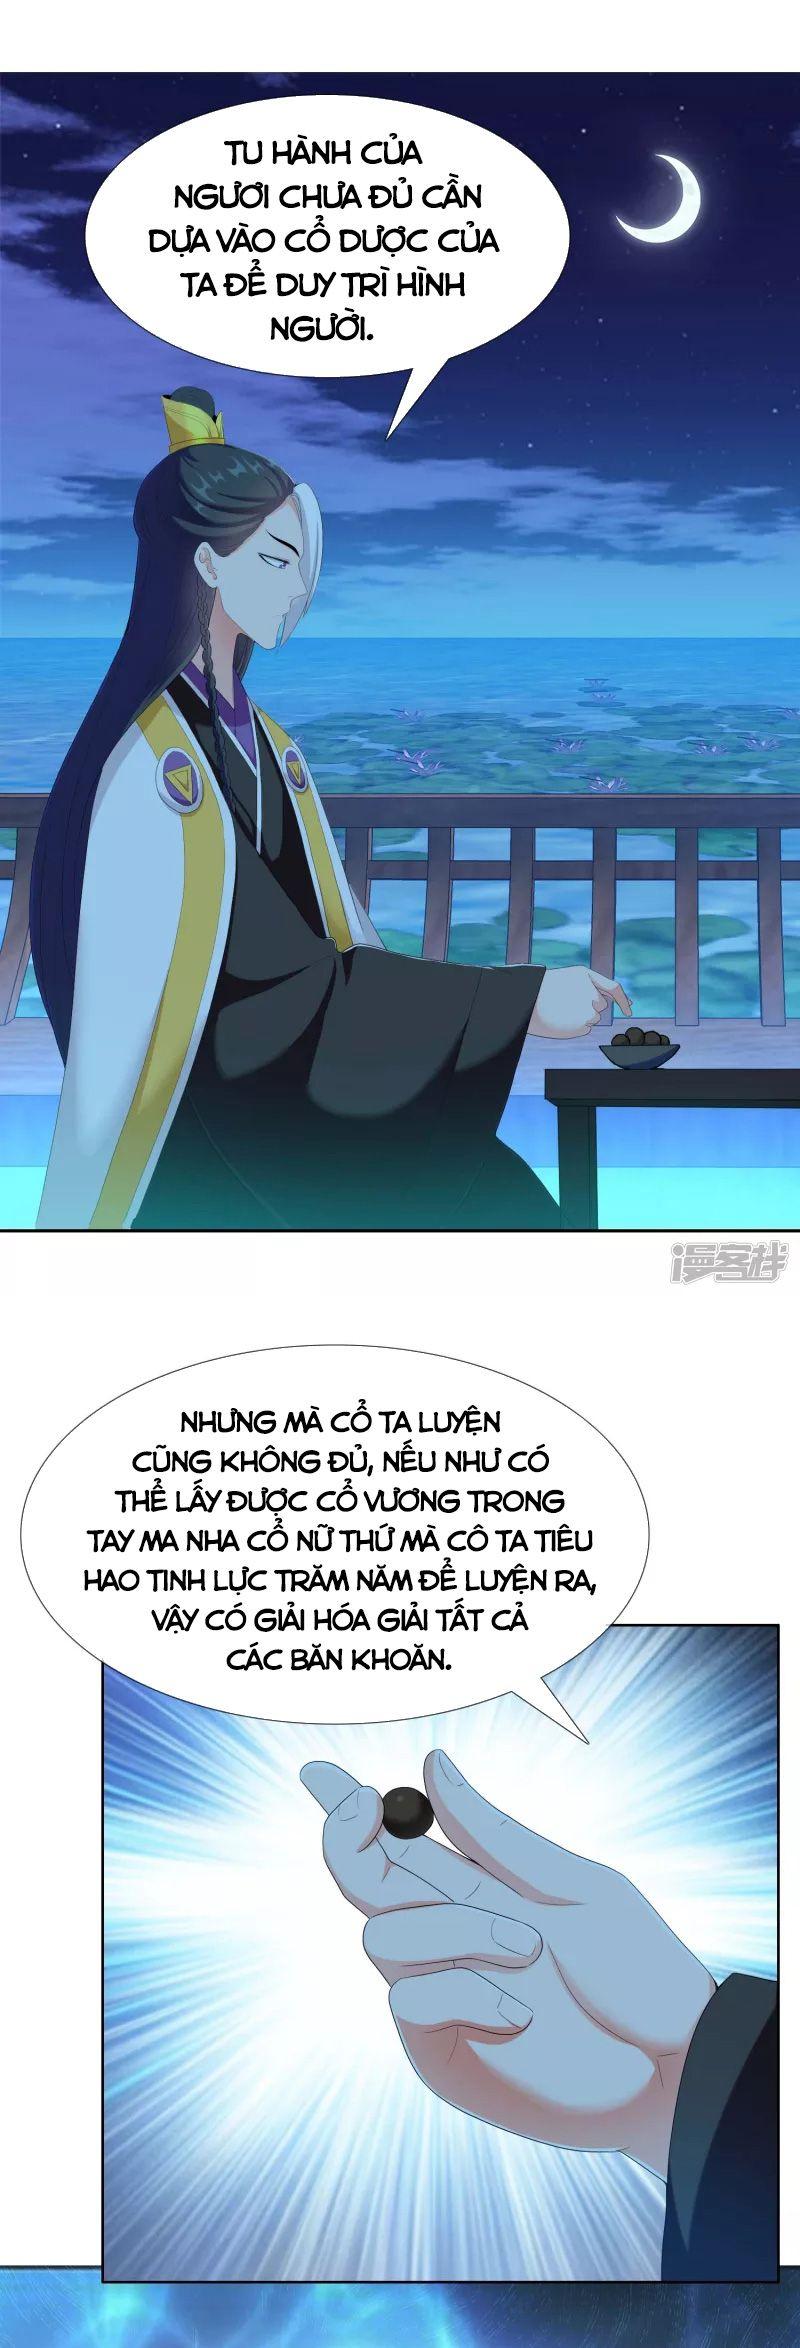 TU HÀNH CỦA
NGƯƠI CHƯA ĐỦ CẦN
DỰA VÀO CỔ DƯỢC CỦA
TA ĐỂ DUY TRÌ HÌNH
NGƯỜI.
漫客栈
NHƯNG MÀ CỔ TA LUYỆN
CŨNG KHÔNG ĐỦ, NẾU NHƯ CÓ
THỂ LẤY ĐƯỢC CỔ VƯƠNG TRONG
TAY MA NHA CỔ NỮ THỨ MÀ CÔ TA TIÊU
HAO TINH LỰC TRĂM NĂM ĐỂ LUYỆN RA,
VẬY CÓ GIẢI HÓA GIẢI TẤT CẢ
CÁC BĂN KHOĂN.